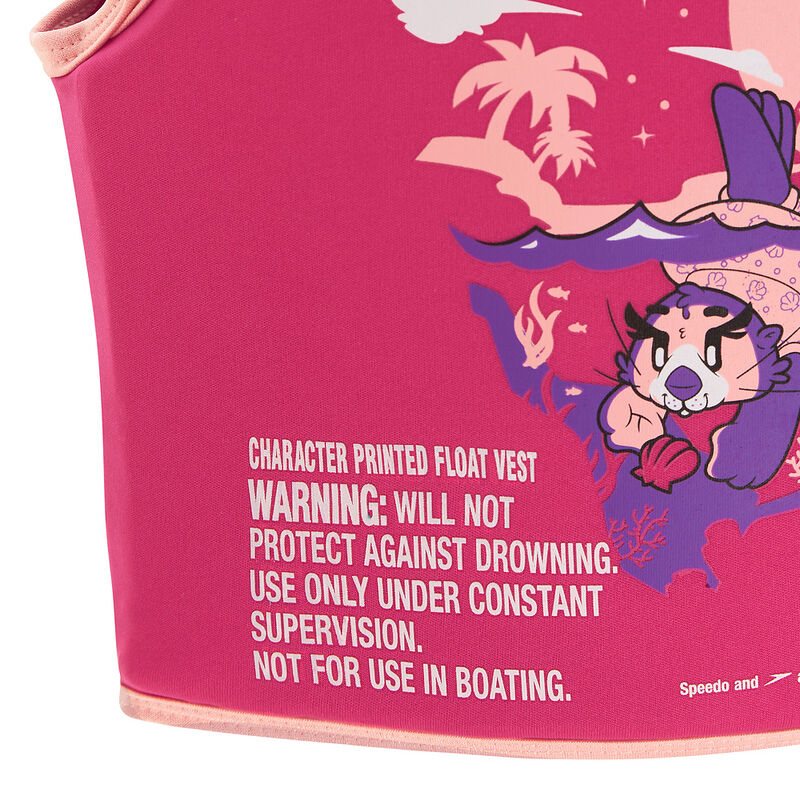 CHARACTER PRINTED FLOAT VEST
WARNING: WILL NOT
PROTECT AGAINST DROWNING.
USE ONLY UNDER CONSTANT
SUPERVISION.
NOT FOR USE IN BOATING.
Speedo and